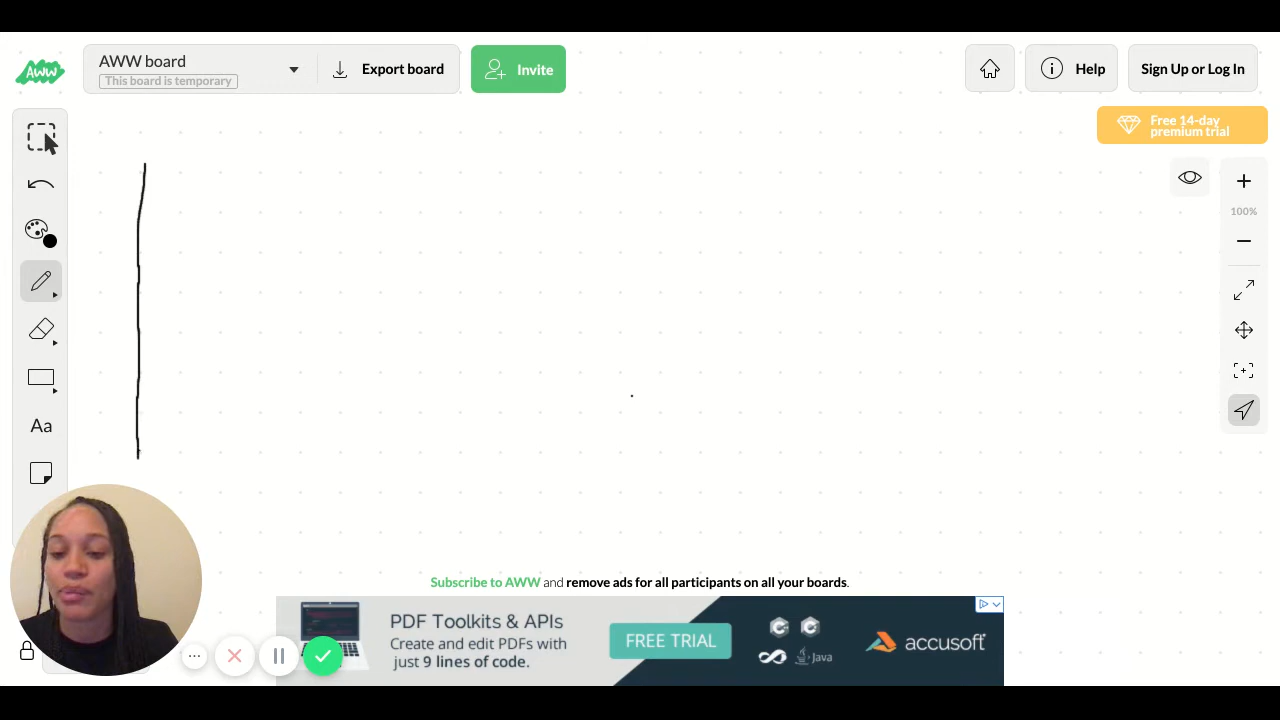 AWW
AWW board
This board is temporary
Export board
Invite
Help
Sign Up or Log In
Free 14-day
premium trial
100%
Aa
Subscribe to AWW and remove ads for all participants on all your boards.
PDF Toolkits & APIs
Create and edit PDFs with
just 9 lines of code.
FREE TRIAL
Java
accusoft